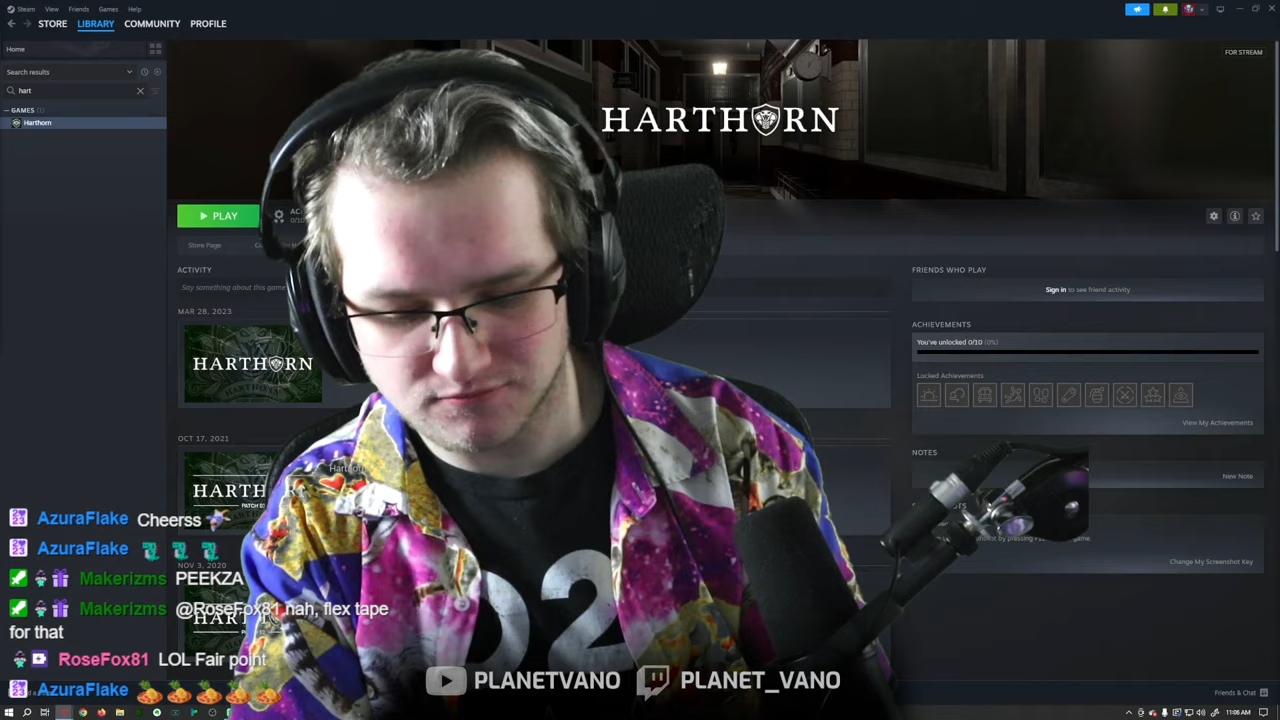 Steam View Friends Games Help
STORE LIBRARY COMMUNITY PROFILE
Home
FOR STREAM
Search results
hart
GAMES (1)
Harthorn
HARTHORN
PLAY
Store Page
ACTIVITY
Say something about this game
MAR 28, 2023
HARTHORN
OCT 17, 2021
Harthorn
NOV 3, 2020
FRIENDS WHO PLAY
Sign in to see friend activity
ACHIEVEMENTS
You've unlocked 0/10 (0%)
Locked Achievements
View My Achievements
NOTES
New Note
Change My Screenshot Key
AzuraFlake Cheerss
AzuraFlake
Makerizms PEEKZA
Makerizms @RoseFox81 nah, flex tape
for that
RoseFox81 LOL Fair point
AzuraFlake
PLANETVANO PLANET_VANO
Friends & Chat
11:06 AM